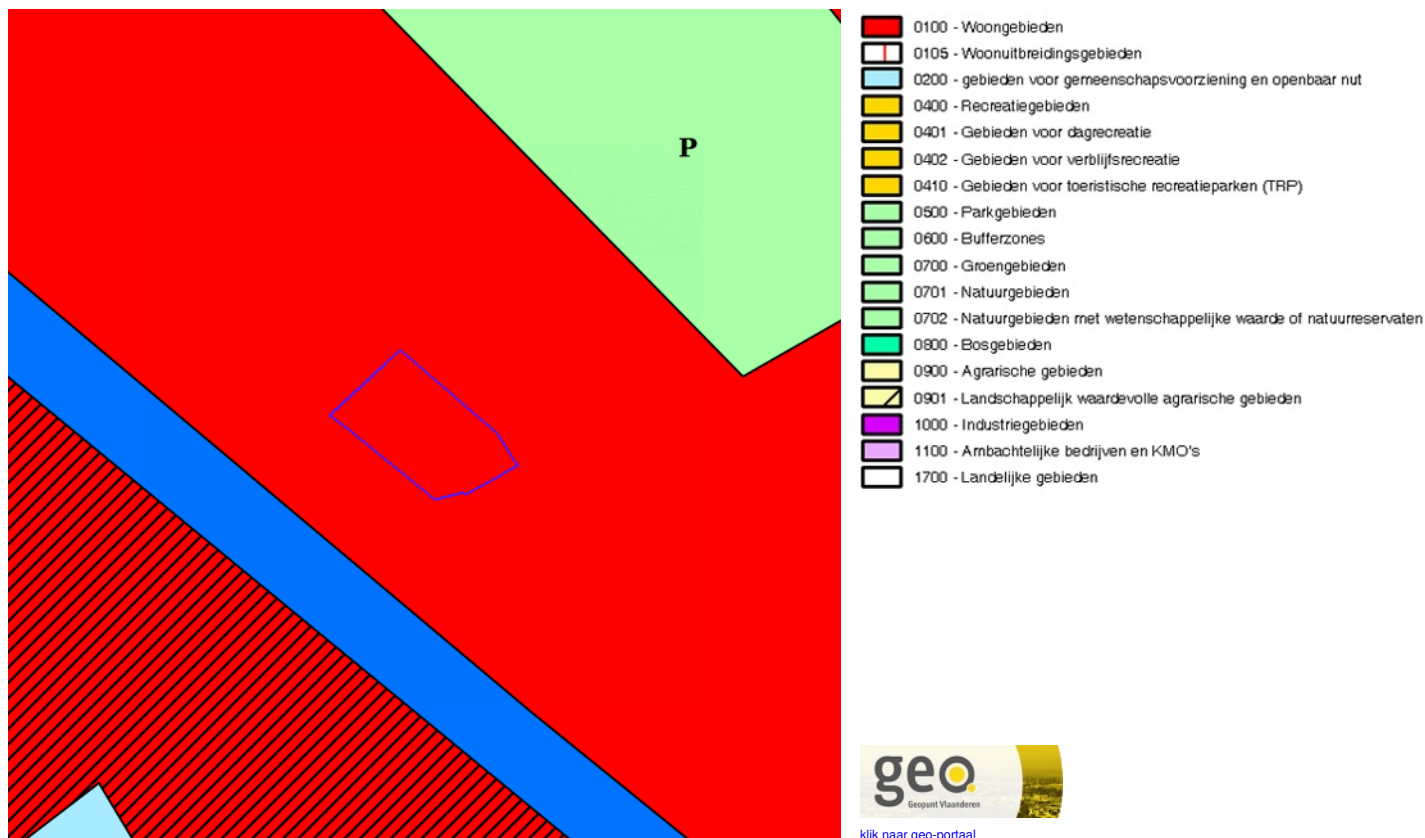 P
0100 - Woongebieden
0105 - Woonuitbreidingsgebieden
0200 - gebieden voor gemeenschapsvoorziening en openbaar nut
0400 - Recreatiegebieden
0401 - Gebieden voor dagrecreatie
0402 - Gebieden voor verblijfsrecreatie
0410 - Gebieden voor toeristische recreatieparken (TRP)
0500 - Parkgebieden
0600 - Bufferzones
0700 - Groengebieden
0701 - Natuurgebieden
0702 - Natuurgebieden met wetenschappelijke waarde of natuurreservaten
0800 - Bosgebieden
0900 - Agrarische gebieden
0901 - Landschappelijk waardevolle agrarische gebieden
1000 - Industriegebieden
1100 - Ambachtelijke bedrijven en KMO's
1700 - Landelijke gebieden
geo
Geopunt Vlaanderen
klik naar geo-portaal